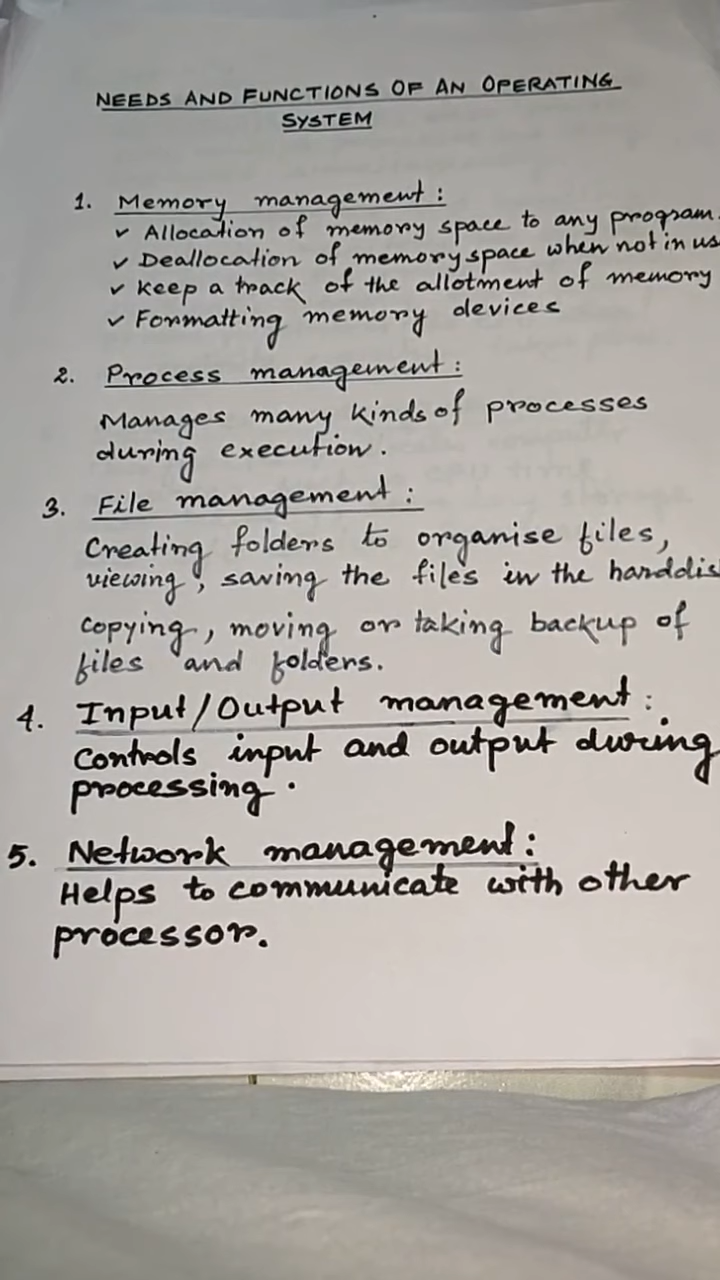 NEEDS AND FUNCTIONS OF AN OPERATING
SYSTEM
1. Memory management:
✓ Allocation of memory space to any program.
✓ Deallocation of memory space when not in us
✓ Keep a track of the allotment of memory
✓ Formatting memory devices
2. Process management:
Manages many kinds of processes
during execution.
3. File management:
Creating folders to organise files,
viewing, saving the files in the harddis
copying, moving or taking backup of
files and folders.
4. Input/Output management:
Controls input and output during
processing.
5. Network management:
Helps to communicate with other
processor.